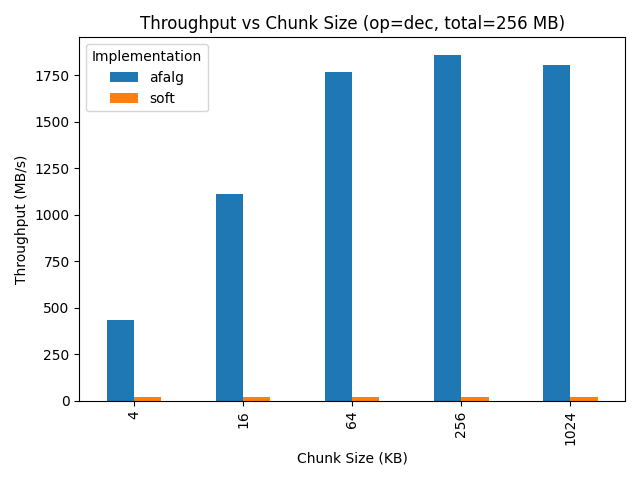 Throughput vs Chunk Size (op=dec, total=256 MB)
Implementation
afalg
soft
Throughput (MB/s)
1750
1500
1250
1000
750
500
250
0
4
16
64
256
1024
Chunk Size (KB)